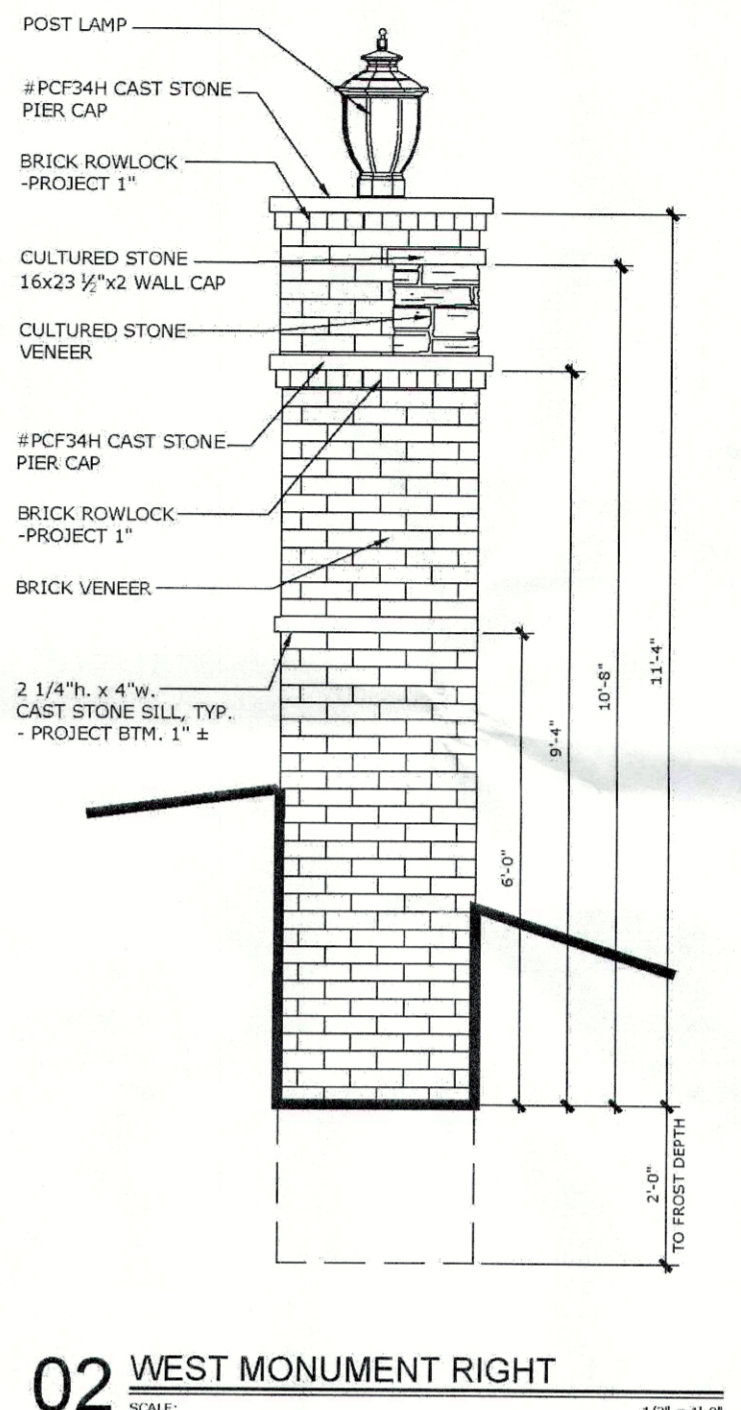 POST LAMP
#PCF34H CAST STONE
PIER CAP
BRICK ROWLOCK
-PROJECT 1"
CULTURED STONE
16x23 ½"x2 WALL CAP
CULTURED STONE
VENEER
#PCF34H CAST STONE
PIER CAP
BRICK ROWLOCK
-PROJECT 1"
BRICK VENEER
2 1/4"h. x 4"w.
CAST STONE SILL, TYP.
- PROJECT BTM. 1" ±
6'-0"
9'-4"
10'-8"
11'-4"
2'-0"
TO FROST DEPTH
02 WEST MONUMENT RIGHT
SCALE: